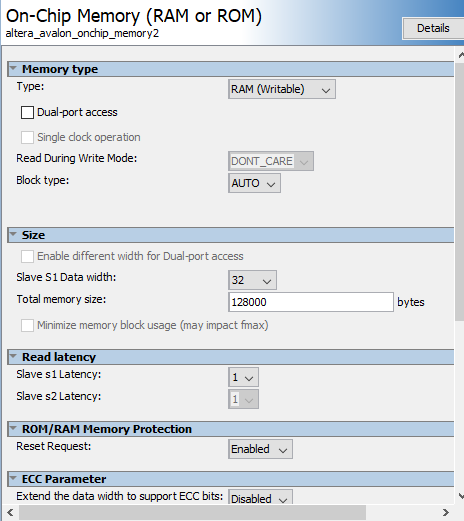 On-Chip Memory (RAM or ROM)
altera_avalon_onchip_memory2
Details
Memory type
Type: RAM (Writable)
Dual-port access
Single clock operation
Read During Write Mode: DONT_CARE
Block type: AUTO
Size
Enable different width for Dual-port access
Slave S1 Data width: 32
Total memory size: 128000 bytes
Minimize memory block usage (may impact fmax)
Read latency
Slave s1 Latency: 1
Slave s2 Latency: 1
ROM/RAM Memory Protection
Reset Request: Enabled
ECC Parameter
Extend the data width to support ECC bits: Disabled